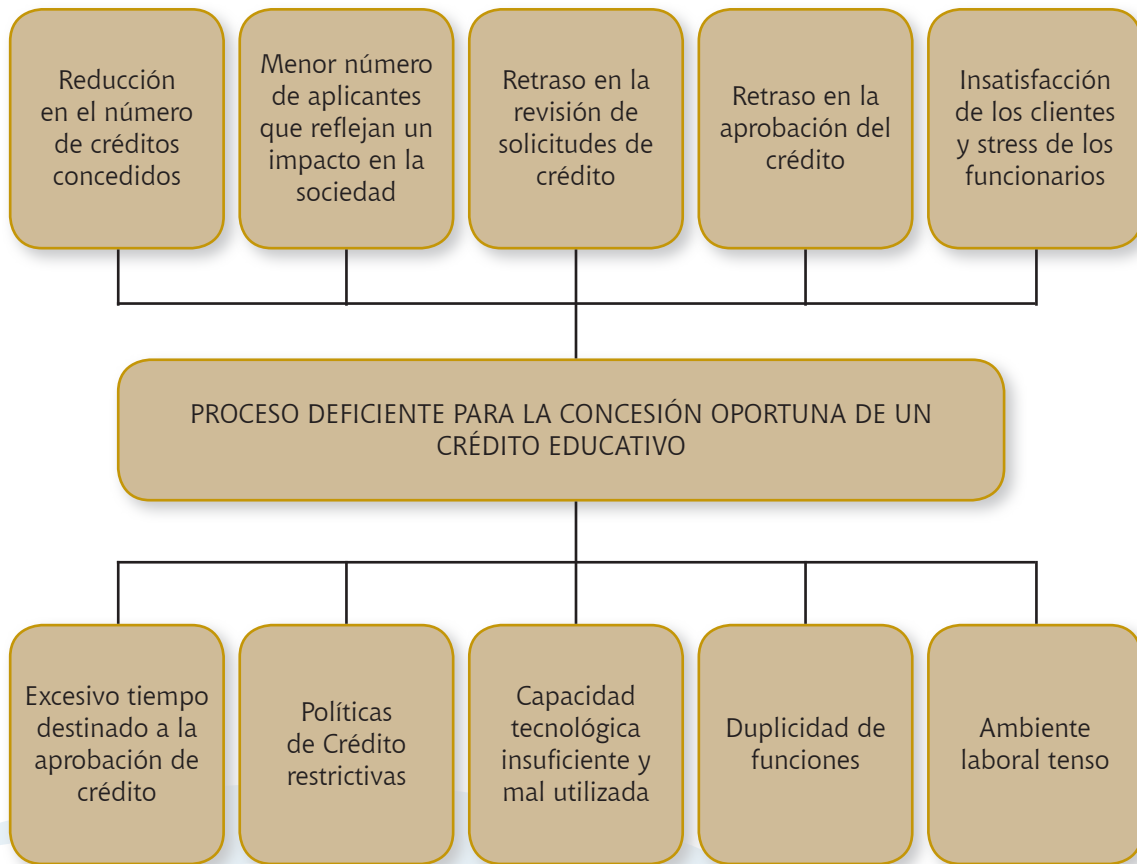 Reducción
en el número
de créditos
concedidos
Menor número
de aplicantes
que reflejan un
impacto en la
sociedad
Retraso en la
revisión de
solicitudes de
crédito
Retraso en la
aprobación del
crédito
Insatisfacción
de los clientes
y stress de los
funcionarios
PROCESO DEFICIENTE PARA LA CONCESIÓN OPORTUNA DE UN
CRÉDITO EDUCATIVO
Excesivo tiempo
destinado a la
aprobación de
crédito
Políticas
de Crédito
restrictivas
Capacidad
tecnológica
insuficiente y
mal utilizada
Duplicidad de
funciones
Ambiente
laboral tenso